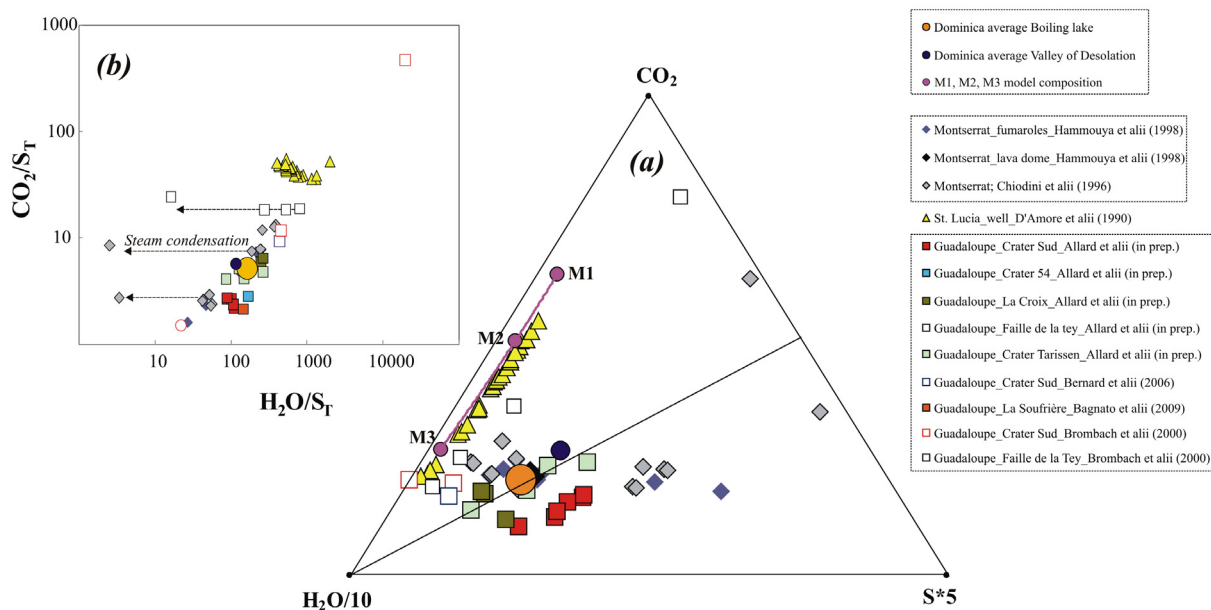 1000
(b)
100
CO₂/S_T
10
Steam condensation
10
100
1000
10000
H₂O/S_T
CO₂
(a)
M1
M2
M3
H₂O/10
S*5
Dominica average Boiling lake
Dominica average Valley of Desolation
M1, M2, M3 model composition
Montserrat_fumaroles_Hammouya et alii (1998)
Montserrat_lava dome_Hammouya et alii (1998)
Montserrat; Chiodini et alii (1996)
St. Lucia_well_D'Amore et alii (1990)
Guadaloupe_Crater Sud_Allard et alii (in prep.)
Guadaloupe_Crater 54_Allard et alii (in prep.)
Guadaloupe_La Croix_Allard et alii (in prep.)
Guadaloupe_Faille de la tey_Allard et alii (in prep.)
Guadaloupe_Crater Tarissen_Allard et alii (in prep.)
Guadaloupe_Crater Sud_Bernard et alii (2006)
Guadaloupe_La Soufrière_Bagnato et alii (2009)
Guadaloupe_Crater Sud_Brombach et alii (2000)
Guadaloupe_Faille de la Tey_Brombach et alii (2000)